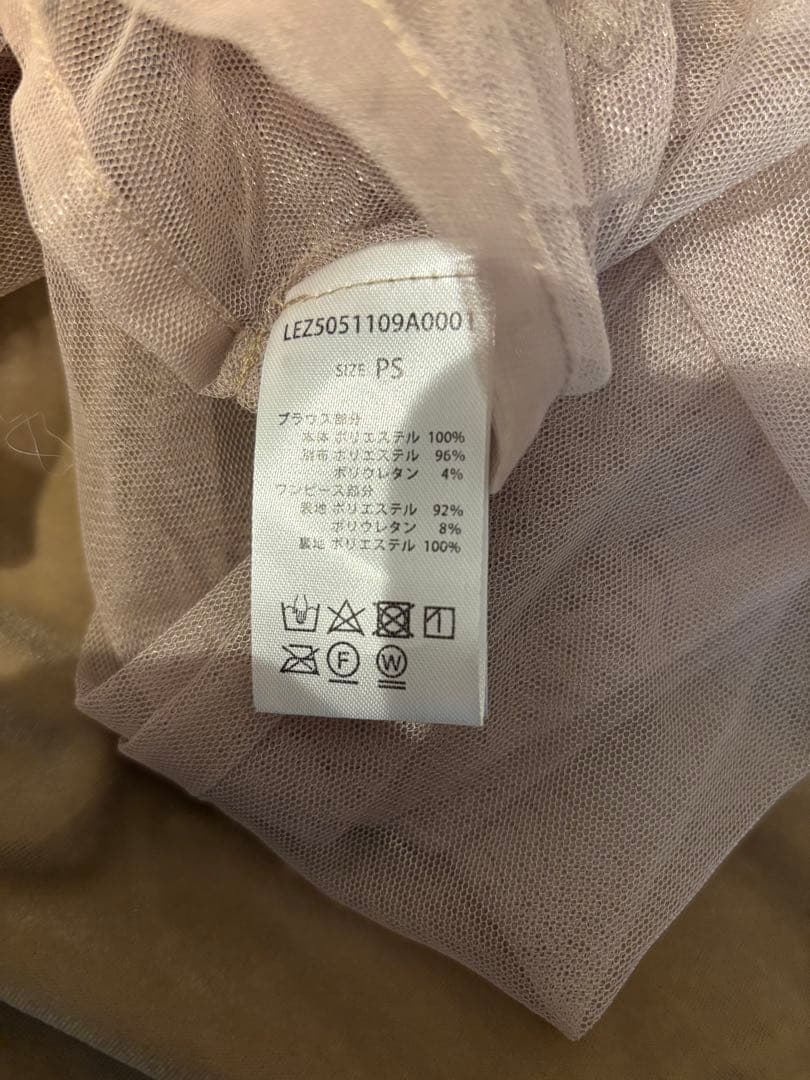 LEZ5051109A0001
SIZE PS
ブラウス部分
本体 ポリエステル 100%
別布 ポリエステル 96%
ポリウレタン 4%
ワンピース部分
表地 ポリエステル 92%
ポリウレタン 8%
裏地 ポリエステル 100%
F
W